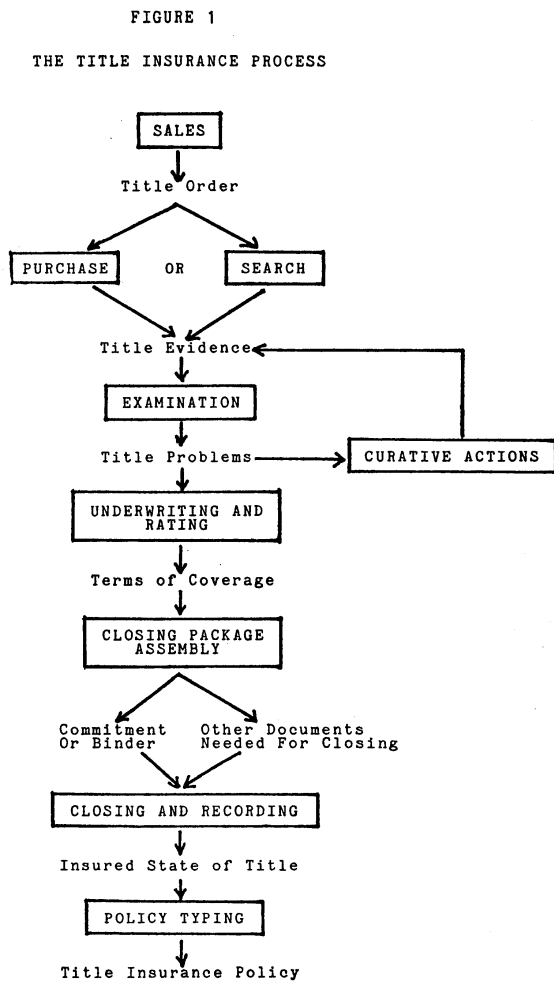 FIGURE 1
THE TITLE INSURANCE PROCESS
SALES
Title Order
PURCHASE OR SEARCH
Title Evidence
EXAMINATION
Title Problems CURATIVE ACTIONS
UNDERWRITING AND
RATING
Terms of Coverage
CLOSING PACKAGE
ASSEMBLY
Commitment
Or Binder
Other Documents
Needed For Closing
CLOSING AND RECORDING
Insured State of Title
POLICY TYPING
Title Insurance Policy